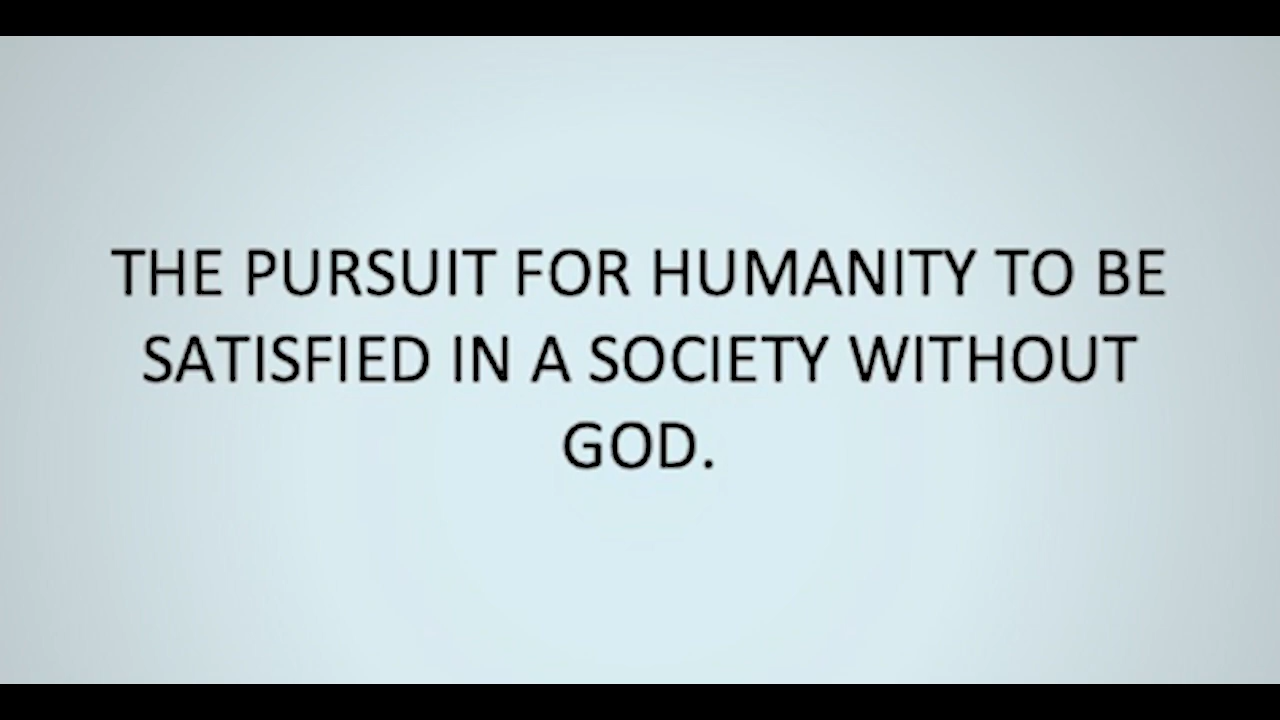 THE PURSUIT FOR HUMANITY TO BE
SATISFIED IN A SOCIETY WITHOUT
GOD.